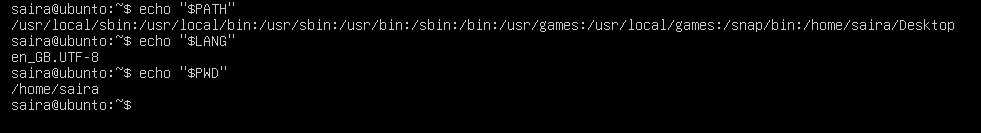 saira@ubunto:~$ echo "$PATH"
/usr/local/sbin:/usr/local/bin:/usr/sbin:/usr/bin:/sbin:/bin:/usr/games:/usr/local/games:/snap/bin:/home/saira/Desktop
saira@ubunto:~$ echo "$LANG"
en_GB.UTF-8
saira@ubunto:~$ echo "$PWD"
/home/saira
saira@ubunto:~$